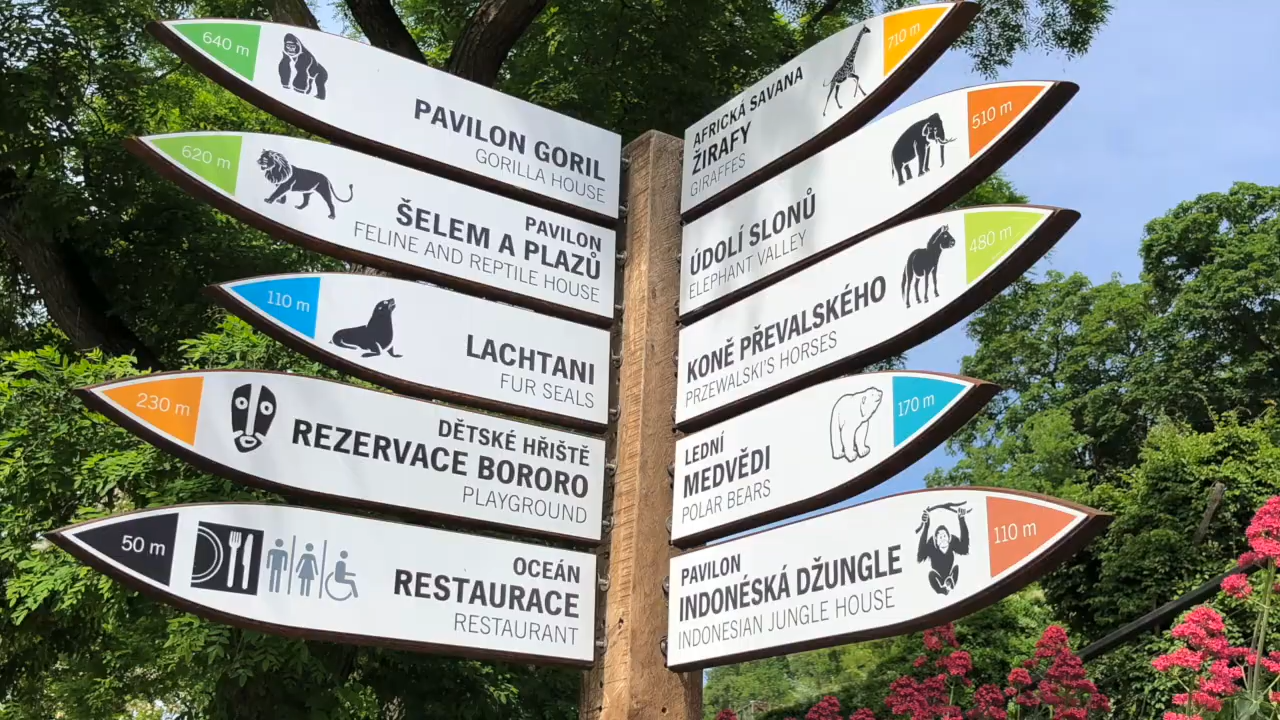 640 m
PAVILON GORIL
GORILLA HOUSE
620 m
PAVILON
ŠELEM A PLAZŮ
FELINE AND REPTILE HOUSE
110 m
LACHTANI
FUR SEALS
230 m
DĚTSKÉ HŘIŠTĚ
REZERVACE BORORO
PLAYGROUND
50 m
OCEÁN
RESTAURACE
RESTAURANT
710 m
AFRICKÁ SAVANA
ŽIRAFY
GIRAFFES
510 m
ÚDOLÍ SLONŮ
ELEPHANT VALLEY
480 m
KONĚ PŘEVALSKÉHO
PRZEWALSKI'S HORSES
170 m
LEDNÍ
MEDVĚDI
POLAR BEARS
110 m
PAVILON
INDONÉSKÁ DŽUNGLE
INDONESIAN JUNGLE HOUSE